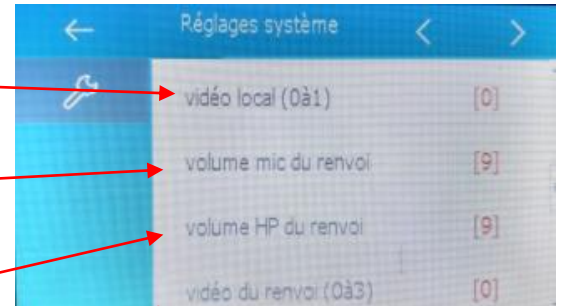 Réglages système
vidéo local (0à1) [0]
volume mic du renvoi [9]
volume HP du renvoi [9]
vidéo du renvoi (0à3) [0]